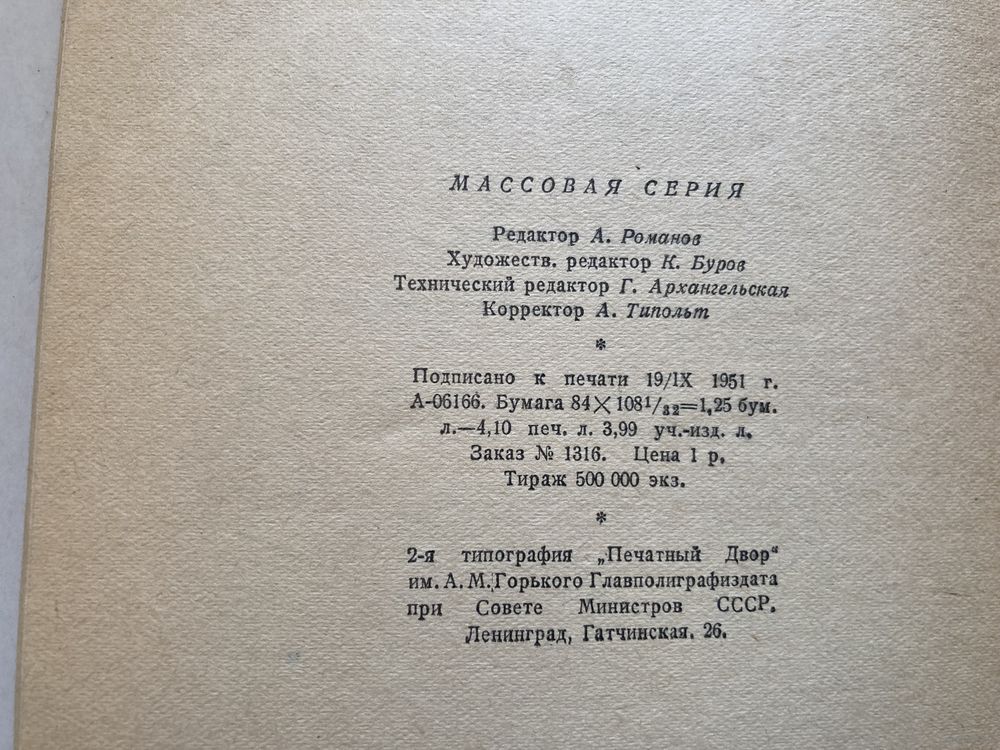 МАССОВАЯ СЕРИЯ
Редактор А. Романов
Художеств. редактор К. Буров
Технический редактор Г. Архангельская
Корректор А. Типольт
*
Подписано к печати 19/IX 1951 г.
А-06166. Бумага 84×108¹/₃₂=1,25 бум.
л.—4,10 печ. л. 3,99 уч.-изд. л.
Заказ № 1316. Цена 1 р.
Тираж 500 000 экз.
*
2-я типография „Печатный Двор“
им. А. М. Горького Главполиграфиздата
при Совете Министров СССР.
Ленинград, Гатчинская. 26.